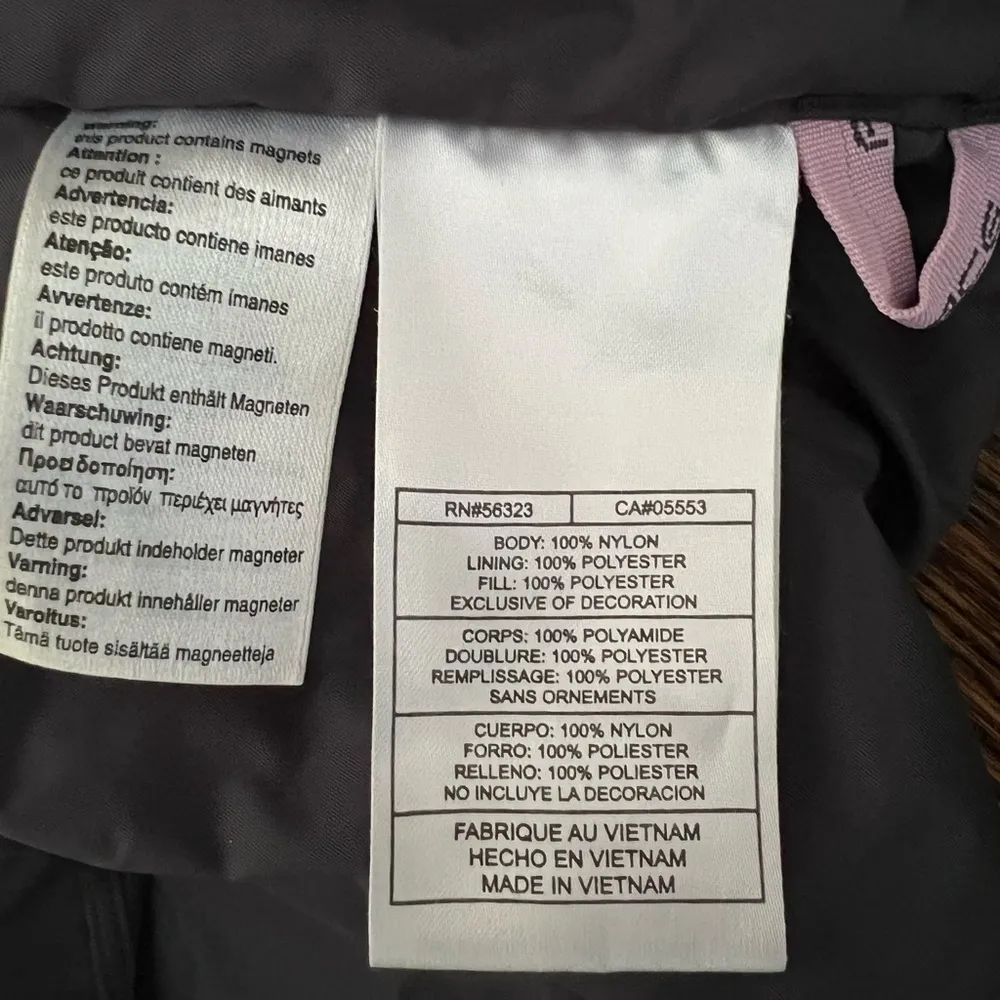 Warning:
this product contains magnets
Attention :
ce produit contient des aimants
Advertencia:
este producto contiene imanes
Atenção:
este produto contém ímanes
Avvertenze:
il prodotto contiene magneti.
Achtung:
Dieses Produkt enthält Magneten
Waarschuwing:
dit product bevat magneten
αυτό το προϊόν περιέχει μαγνήτες
Advarsel:
Dette produkt indeholder magneter
Varning:
denna produkt innehåller magneter
Varoitus:
Tämä tuote sisältää magneetteja
RN#56323
CA#05553
BODY: 100% NYLON
LINING: 100% POLYESTER
FILL: 100% POLYESTER
EXCLUSIVE OF DECORATION
CORPS: 100% POLYAMIDE
DOUBLURE: 100% POLYESTER
REMPLISSAGE: 100% POLYESTER
SANS ORNEMENTS
CUERPO: 100% NYLON
FORRO: 100% POLIESTER
RELLENO: 100% POLIESTER
NO INCLUYE LA DECORACION
FABRIQUE AU VIETNAM
HECHO EN VIETNAM
MADE IN VIETNAM